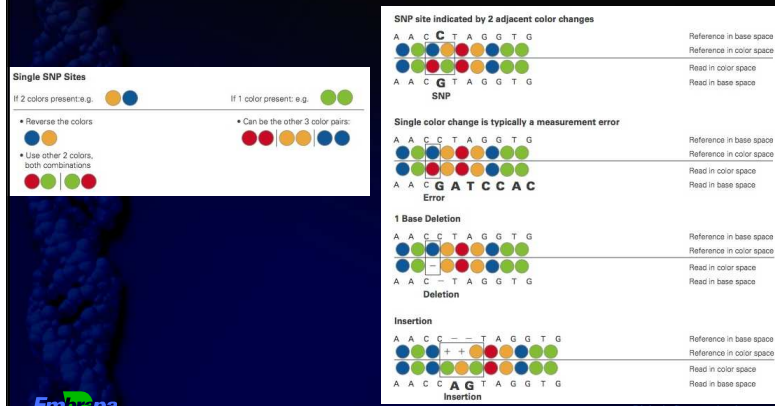 Single SNP Sites
If 2 colors present:e.g.
If 1 color present: e.g.
• Reverse the colors
• Can be the other 3 color pairs:
• Use other 2 colors,
both combinations
SNP site indicated by 2 adjacent color changes
A A C C T A G G T G Reference in base space
Reference in color space
Read in color space
A A C G T A G G T G Read in base space
SNP
Single color change is typically a measurement error
A A C C T A G G T G Reference in base space
Reference in color space
Read in color space
A A C G A T C C A C Read in base space
Error
1 Base Deletion
A A C C T A G G T G Reference in base space
Reference in color space
–
Read in color space
A A C – T A G G T G Read in base space
Deletion
Insertion
A A C C – – T A G G T G Reference in base space
+ + Reference in color space
Read in color space
A A C C A G T A G G T G Read in base space
Insertion
Embrapa